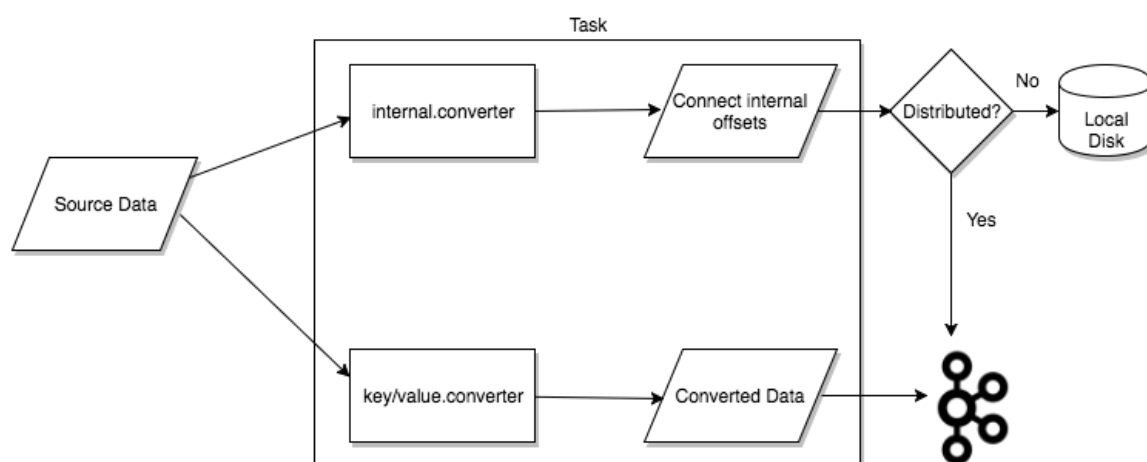 Task
internal.converter
Connect internal
offsets
Distributed?
No
Local
Disk
Source Data
Yes
key/value.converter
Converted Data